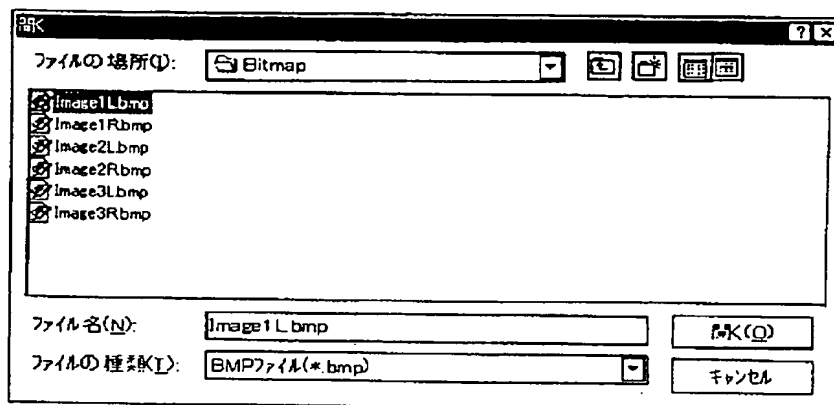 開く
ファイルの場所(I): Bitmap
Image1L.bmp
Image1R.bmp
Image2L.bmp
Image2R.bmp
Image3L.bmp
Image3R.bmp
ファイル名(N): Image1L.bmp 開く(O)
ファイルの種類(T): BMPファイル(*.bmp) キャンセル